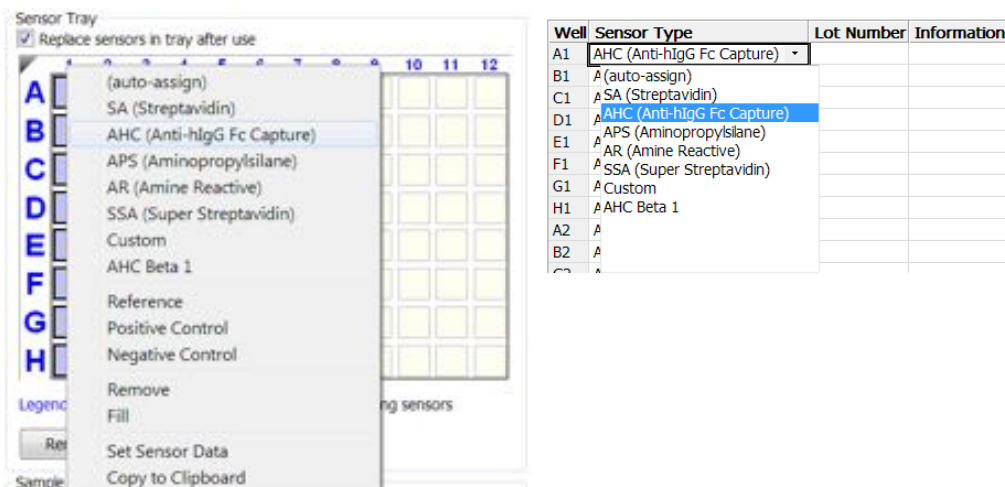 Sensor Tray
Replace sensors in tray after use
10 11 12
A
B
C
D
E
F
G
H
(auto-assign)
SA (Streptavidin)
AHC (Anti-hIgG Fc Capture)
APS (Aminopropylsilane)
AR (Amine Reactive)
SSA (Super Streptavidin)
Custom
AHC Beta 1
Reference
Positive Control
Negative Control
Remove
Fill
Set Sensor Data
Copy to Clipboard
Legend
ng sensors
Sample
Well Sensor Type Lot Number Information
A1 AHC (Anti-hIgG Fc Capture)
B1 A (auto-assign)
C1 A SA (Streptavidin)
D1 A AHC (Anti-hIgG Fc Capture)
E1 A APS (Aminopropylsilane)
AR (Amine Reactive)
F1 A SSA (Super Streptavidin)
G1 A Custom
H1 A AHC Beta 1
A2 A
B2 A